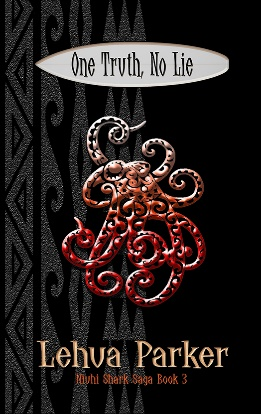 One Truth, No Lie
Lehua Parker
Niuhi Shark Saga Book 3